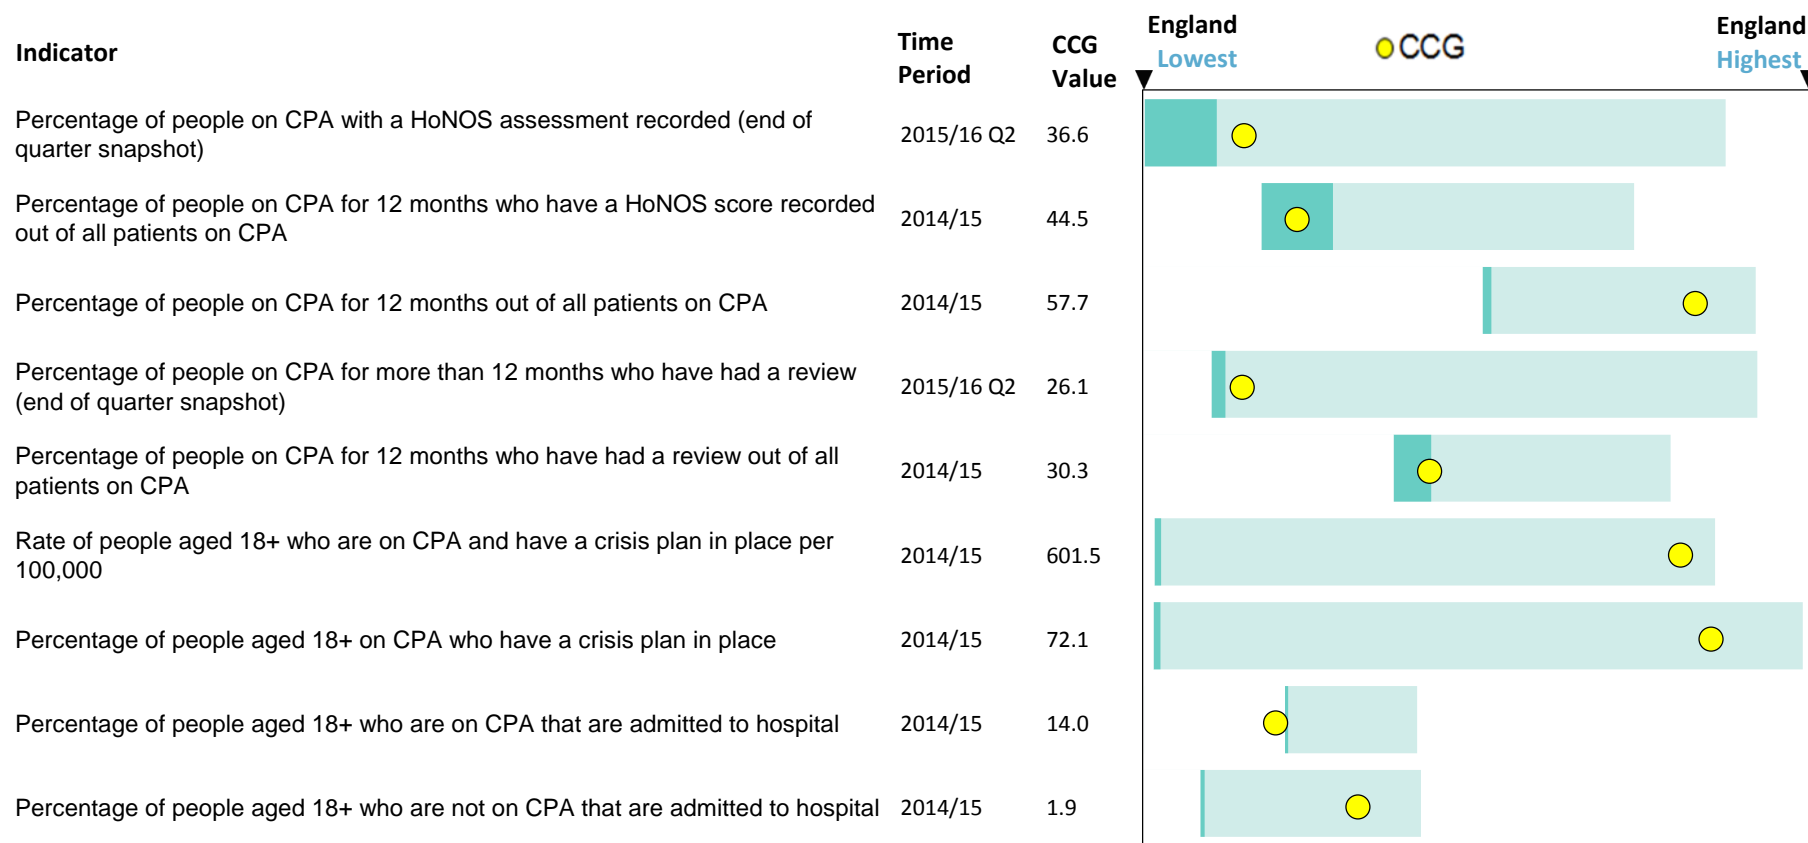 Indicator
Time
Period
CCG
Value
England
Lowest
CCG
England
Highest
Percentage of people on CPA with a HoNOS assessment recorded (end of
quarter snapshot)
2015/16 Q2
36.6
Percentage of people on CPA for 12 months who have a HoNOS score recorded
out of all patients on CPA
2014/15
44.5
Percentage of people on CPA for 12 months out of all patients on CPA
2014/15
57.7
Percentage of people on CPA for more than 12 months who have had a review
(end of quarter snapshot)
2015/16 Q2
26.1
Percentage of people on CPA for 12 months who have had a review out of all
patients on CPA
2014/15
30.3
Rate of people aged 18+ who are on CPA and have a crisis plan in place per
100,000
2014/15
601.5
Percentage of people aged 18+ on CPA who have a crisis plan in place
2014/15
72.1
Percentage of people aged 18+ who are on CPA that are admitted to hospital
2014/15
14.0
Percentage of people aged 18+ who are not on CPA that are admitted to hospital
2014/15
1.9